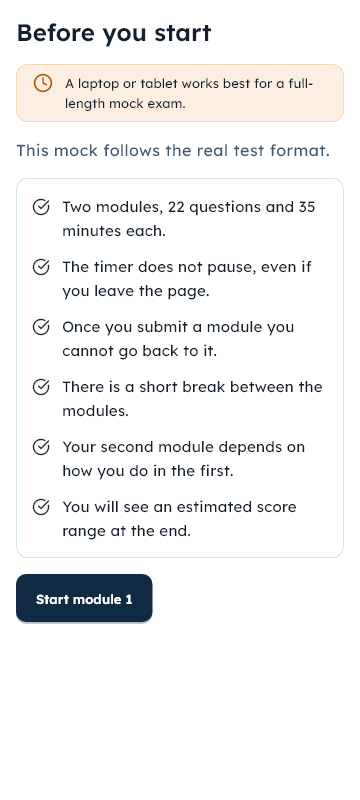 Before you start
A laptop or tablet works best for a full-
length mock exam.
This mock follows the real test format.
Two modules, 22 questions and 35
minutes each.
The timer does not pause, even if
you leave the page.
Once you submit a module you
cannot go back to it.
There is a short break between the
modules.
Your second module depends on
how you do in the first.
You will see an estimated score
range at the end.
Start module 1